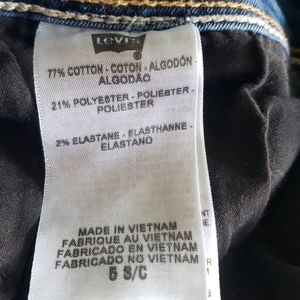 Levi's
®
77% COTTON - COTON - ALGODÓN
ALGODÃO
21% POLYESTER - POLIÉSTER -
POLIESTER
2% ELASTANE - ELASTHANNE -
ELASTANO
MADE IN VIETNAM
FABRIQUE AU VIETNAM
FABRICADO EN VIETNAM
FABRICADO NO VIETNAM
5 S/C